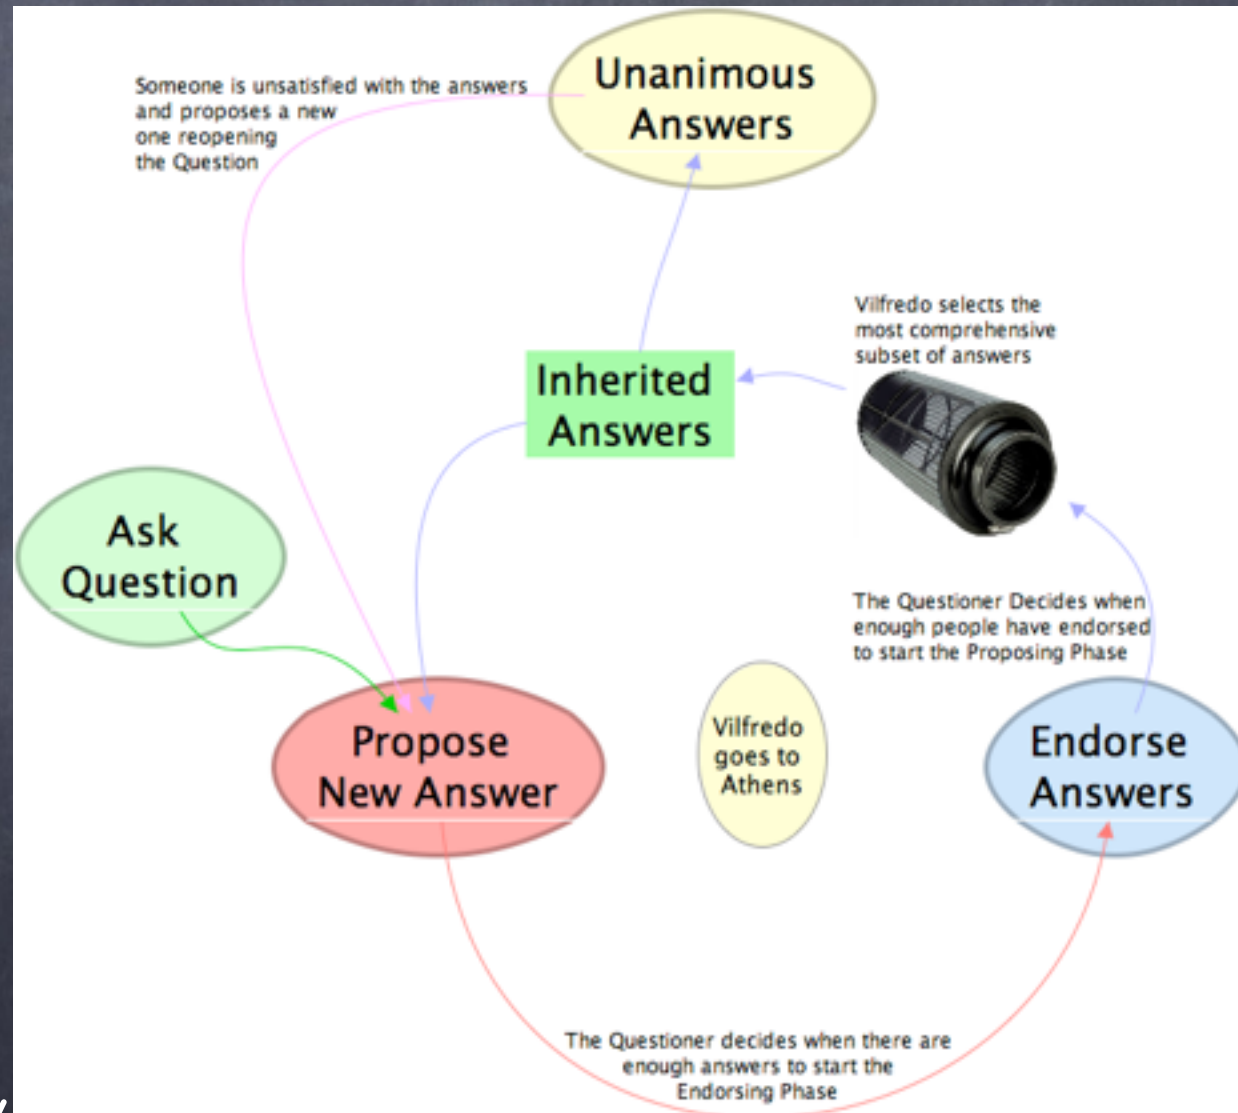 Unanimous
Answers
Someone is unsatisfied with the answers
and proposes a new
one reopening
the Question
Vilfredo selects the
most comprehensive
subset of answers
Inherited
Answers
Ask
Question
The Questioner Decides when
enough people have endorsed
to start the Proposing Phase
Propose
New Answer
Vilfredo
goes to
Athens
Endorse
Answers
The Questioner decides when there are
enough answers to start the
Endorsing Phase